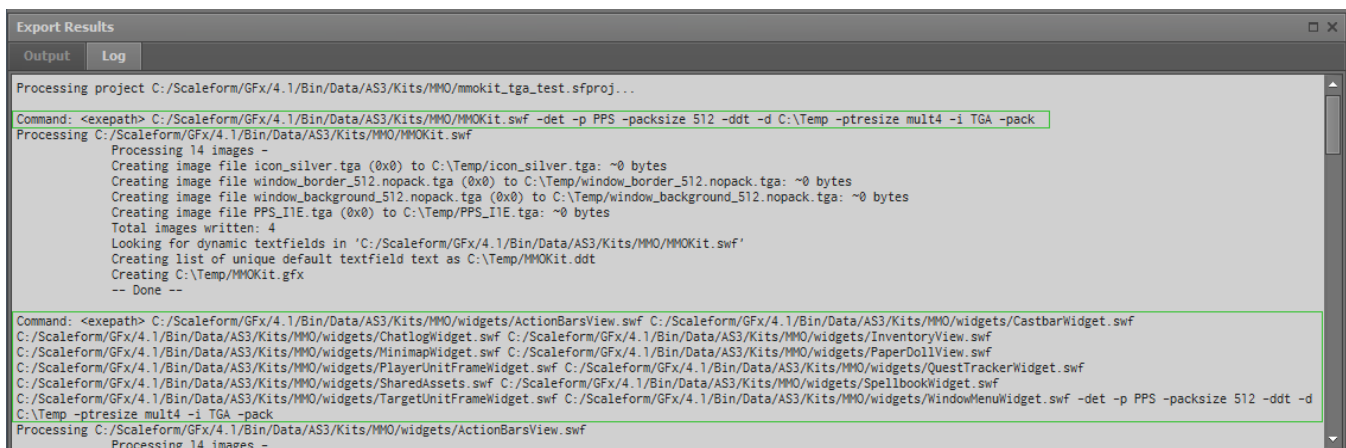 Export Results
Output Log
Processing project C:/Scaleform/GFx/4.1/Bin/Data/AS3/Kits/MMO/mmokit_tga_test.sfproj...
Command: <exepath> C:/Scaleform/GFx/4.1/Bin/Data/AS3/Kits/MMO/MMOKit.swf -det -p PPS -packsize 512 -ddt -d C:\Temp -ptresize mult4 -i TGA -pack
Processing C:/Scaleform/GFx/4.1/Bin/Data/AS3/Kits/MMO/MMOKit.swf
Processing 14 images -
Creating image file icon_silver.tga (0x0) to C:\Temp/icon_silver.tga: ~0 bytes
Creating image file window_border_512.nopack.tga (0x0) to C:\Temp/window_border_512.nopack.tga: ~0 bytes
Creating image file window_background_512.nopack.tga (0x0) to C:\Temp/window_background_512.nopack.tga: ~0 bytes
Creating image file PPS_I1E.tga (0x0) to C:\Temp/PPS_I1E.tga: ~0 bytes
Total images written: 4
Looking for dynamic textfields in 'C:/Scaleform/GFx/4.1/Bin/Data/AS3/Kits/MMO/MMOKit.swf'
Creating list of unique default textfield text as C:\Temp/MMOKit.ddt
Creating C:\Temp/MMOKit.gfx
-- Done --
Command: <exepath> C:/Scaleform/GFx/4.1/Bin/Data/AS3/Kits/MMO/widgets/ActionBarsView.swf C:/Scaleform/GFx/4.1/Bin/Data/AS3/Kits/MMO/widgets/CastbarWidget.swf
C:/Scaleform/GFx/4.1/Bin/Data/AS3/Kits/MMO/widgets/ChatlogWidget.swf C:/Scaleform/GFx/4.1/Bin/Data/AS3/Kits/MMO/widgets/InventoryView.swf
C:/Scaleform/GFx/4.1/Bin/Data/AS3/Kits/MMO/widgets/MinimapWidget.swf C:/Scaleform/GFx/4.1/Bin/Data/AS3/Kits/MMO/widgets/PaperDollView.swf
C:/Scaleform/GFx/4.1/Bin/Data/AS3/Kits/MMO/widgets/PlayerUnitFrameWidget.swf C:/Scaleform/GFx/4.1/Bin/Data/AS3/Kits/MMO/widgets/QuestTrackerWidget.swf
C:/Scaleform/GFx/4.1/Bin/Data/AS3/Kits/MMO/widgets/SharedAssets.swf C:/Scaleform/GFx/4.1/Bin/Data/AS3/Kits/MMO/widgets/SpellbookWidget.swf
C:/Scaleform/GFx/4.1/Bin/Data/AS3/Kits/MMO/widgets/TargetUnitFrameWidget.swf C:/Scaleform/GFx/4.1/Bin/Data/AS3/Kits/MMO/widgets/WindowMenuWidget.swf -det -p PPS -packsize 512 -ddt -d
C:\Temp -ptresize mult4 -i TGA -pack
Processing C:/Scaleform/GFx/4.1/Bin/Data/AS3/Kits/MMO/widgets/ActionBarsView.swf
Processing 14 images -